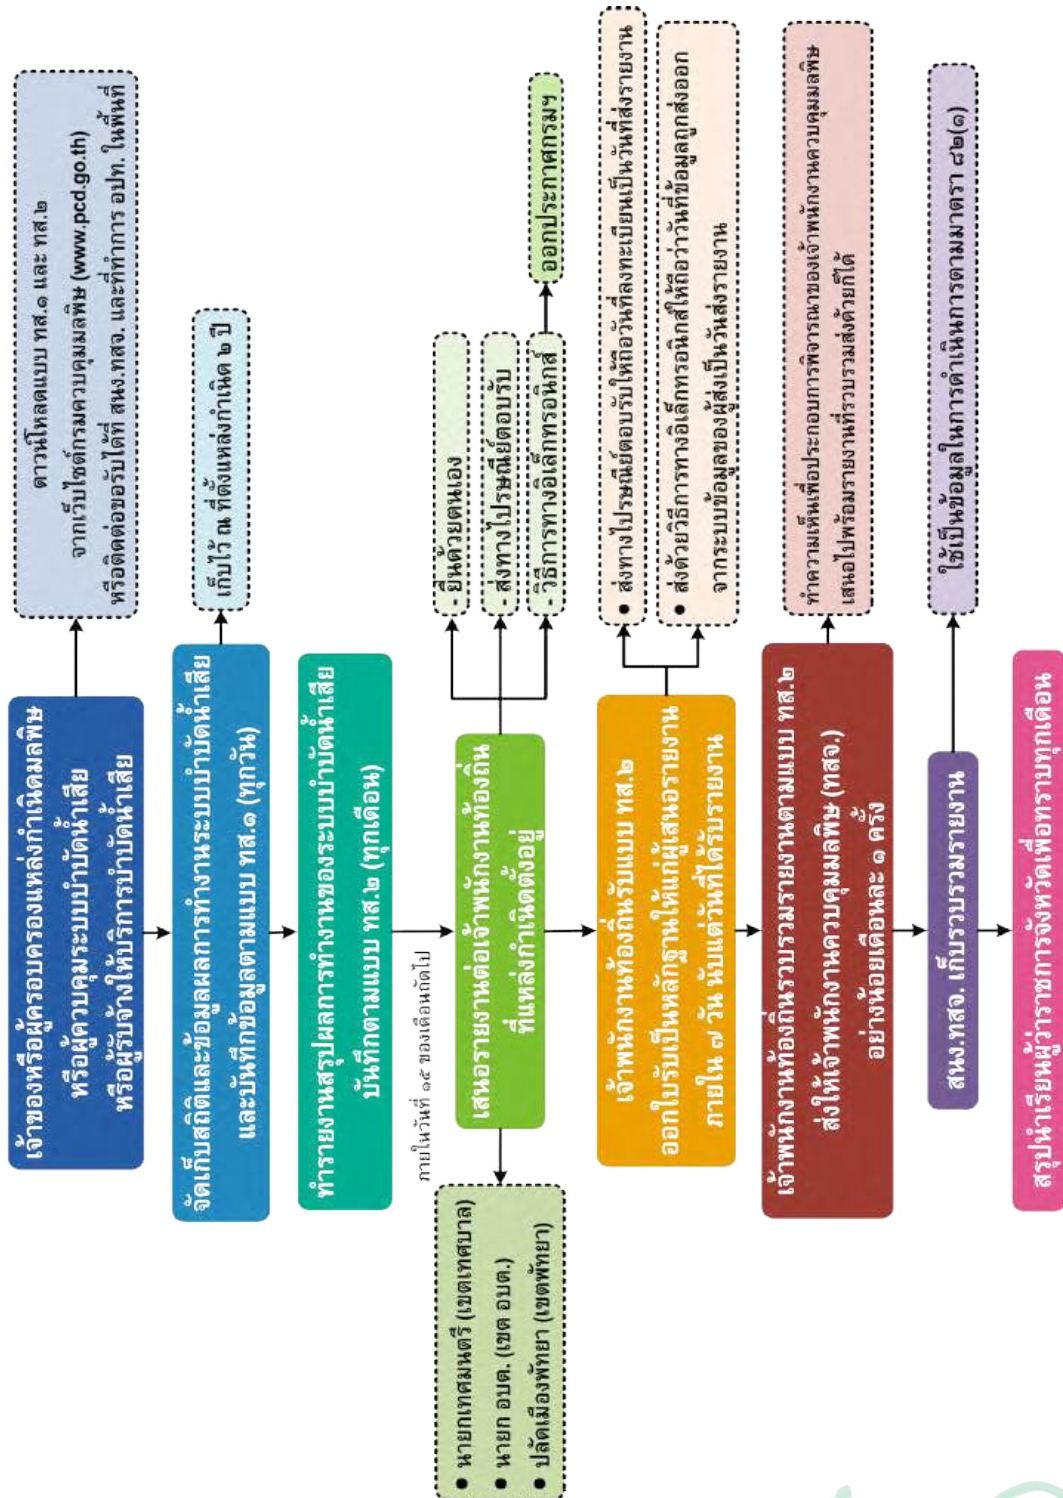 เจ้าของหรือผู้ครอบครองแหล่งกำเนิดมลพิษ
หรือผู้ควบคุมระบบบำบัดน้ำเสีย
หรือผู้รับจ้างให้บริการบำบัดน้ำเสีย
ดาวน์โหลดแบบ ทส.๑ และ ทส.๒
จากเว็บไซต์กรมควบคุมมลพิษ (www.pcd.go.th)
หรือติดต่อขอรับได้ที่ สนง.ทสจ. และที่ทำการ อปท. ในพื้นที่
จัดเก็บสถิติและข้อมูลผลการทำงานระบบบำบัดน้ำเสีย
และบันทึกข้อมูลตามแบบ ทส.๑ (ทุกวัน)
เก็บไว้ ณ ที่ตั้งแหล่งกำเนิด ๒ ปี
ทำรายงานสรุปผลการทำงานของระบบบำบัดน้ำเสีย
บันทึกตามแบบ ทส.๒ (ทุกเดือน)
ภายในวันที่ ๑๕ ของเดือนถัดไป
เสนอรายงานต่อเจ้าพนักงานท้องถิ่น
ที่แหล่งกำเนิดตั้งอยู่
● นายกเทศมนตรี (เขตเทศบาล)
● นายก อบต. (เขต อบต.)
● ปลัดเมืองพัทยา (เขตพัทยา)
- ยื่นด้วยตนเอง
- ส่งทางไปรษณีย์ตอบรับ
- วิธีการทางอิเล็กทรอนิกส์
ออกประกาศกรมฯ
เจ้าพนักงานท้องถิ่นรับแบบ ทส.๒
ออกใบรับเป็นหลักฐานให้แก่ผู้เสนอรายงาน
ภายใน ๗ วัน นับแต่วันที่ได้รับรายงาน
● ส่งทางไปรษณีย์ตอบรับให้ถือวันที่ลงทะเบียนเป็นวันที่ส่งรายงาน
● ส่งด้วยวิธีการทางอิเล็กทรอนิกส์ให้ถือว่าวันที่ข้อมูลถูกส่งออก
จากระบบข้อมูลของผู้ส่งเป็นวันส่งรายงาน
เจ้าพนักงานท้องถิ่นรวบรวมรายงานตามแบบ ทส.๒
ส่งให้เจ้าพนักงานควบคุมมลพิษ (ทสจ.)
อย่างน้อยเดือนละ ๑ ครั้ง
ทำความเห็นเพื่อประกอบการพิจารณาของเจ้าพนักงานควบคุมมลพิษ
เสนอไปพร้อมรายงานที่รวบรวมส่งด้วยก็ได้
สนง.ทสจ. เก็บรวบรวมรายงาน
ใช้เป็นข้อมูลในการดำเนินการตามมาตรา ๘๒(๑)
สรุปนำเรียนผู้ว่าราชการจังหวัดเพื่อทราบทุกเดือน